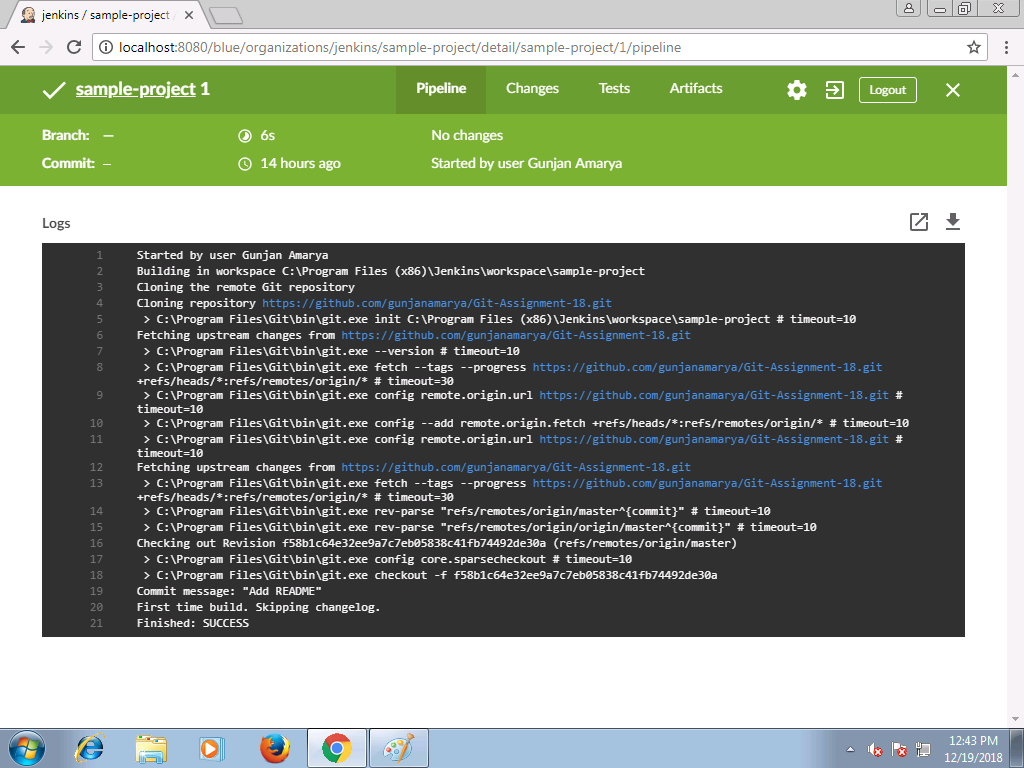 jenkins / sample-project
localhost:8080/blue/organizations/jenkins/sample-project/detail/sample-project/1/pipeline
sample-project 1
Pipeline
Changes
Tests
Artifacts
Logout
Branch: —
6s
No changes
Commit: –
14 hours ago
Started by user Gunjan Amarya
Logs
1 Started by user Gunjan Amarya
2 Building in workspace C:\Program Files (x86)\Jenkins\workspace\sample-project
3 Cloning the remote Git repository
4 Cloning repository https://github.com/gunjanamarya/Git-Assignment-18.git
5 > C:\Program Files\Git\bin\git.exe init C:\Program Files (x86)\Jenkins\workspace\sample-project # timeout=10
6 Fetching upstream changes from https://github.com/gunjanamarya/Git-Assignment-18.git
7 > C:\Program Files\Git\bin\git.exe --version # timeout=10
8 > C:\Program Files\Git\bin\git.exe fetch --tags --progress https://github.com/gunjanamarya/Git-Assignment-18.git
+refs/heads/*:refs/remotes/origin/* # timeout=30
9 > C:\Program Files\Git\bin\git.exe config remote.origin.url https://github.com/gunjanamarya/Git-Assignment-18.git #
timeout=10
10 > C:\Program Files\Git\bin\git.exe config --add remote.origin.fetch +refs/heads/*:refs/remotes/origin/* # timeout=10
11 > C:\Program Files\Git\bin\git.exe config remote.origin.url https://github.com/gunjanamarya/Git-Assignment-18.git #
timeout=10
12 Fetching upstream changes from https://github.com/gunjanamarya/Git-Assignment-18.git
13 > C:\Program Files\Git\bin\git.exe fetch --tags --progress https://github.com/gunjanamarya/Git-Assignment-18.git
+refs/heads/*:refs/remotes/origin/* # timeout=30
14 > C:\Program Files\Git\bin\git.exe rev-parse "refs/remotes/origin/master^{commit}" # timeout=10
15 > C:\Program Files\Git\bin\git.exe rev-parse "refs/remotes/origin/origin/master^{commit}" # timeout=10
16 Checking out Revision f58b1c64e32ee9a7c7eb05838c41fb74492de30a (refs/remotes/origin/master)
17 > C:\Program Files\Git\bin\git.exe config core.sparsecheckout # timeout=10
18 > C:\Program Files\Git\bin\git.exe checkout -f f58b1c64e32ee9a7c7eb05838c41fb74492de30a
19 Commit message: "Add README"
20 First time build. Skipping changelog.
21 Finished: SUCCESS
12:43 PM
12/19/2018